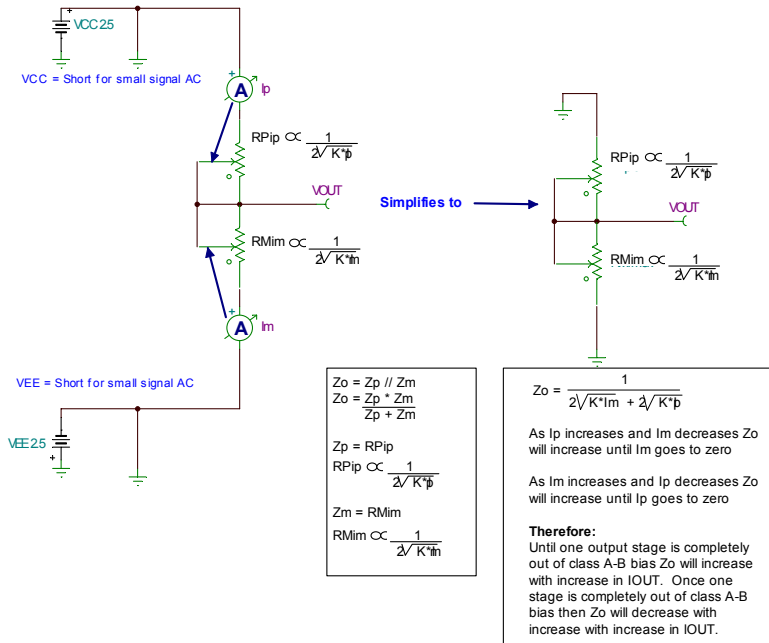 VCC 2.5
VCC = Short for small signal AC
+
A
Ip
RPip ∝ 1
2√K*Ip
VOUT
RMim ∝ 1
2√K*Im
+
A
Im
VEE = Short for small signal AC
VEE 2.5
+
Simplifies to
RPip ∝ 1
2√K*Ip
VOUT
RMim ∝ 1
2√K*Im
Zo = Zp // Zm
Zo = Zp * Zm
Zp + Zm
Zp = RPip
RPip ∝ 1
2√K*Ip
Zm = RMim
RMim ∝ 1
2√K*Im
Zo = 1
2√K*Im + 2√K*Ip
As Ip increases and Im decreases Zo
will increase until Im goes to zero
As Im increases and Ip decreases Zo
will increase until Ip goes to zero
Therefore:
Until one output stage is completely
out of class A-B bias Zo will increase
with increase in IOUT. Once one
stage is completely out of class A-B
bias then Zo will decrease with
increase with increase in IOUT.